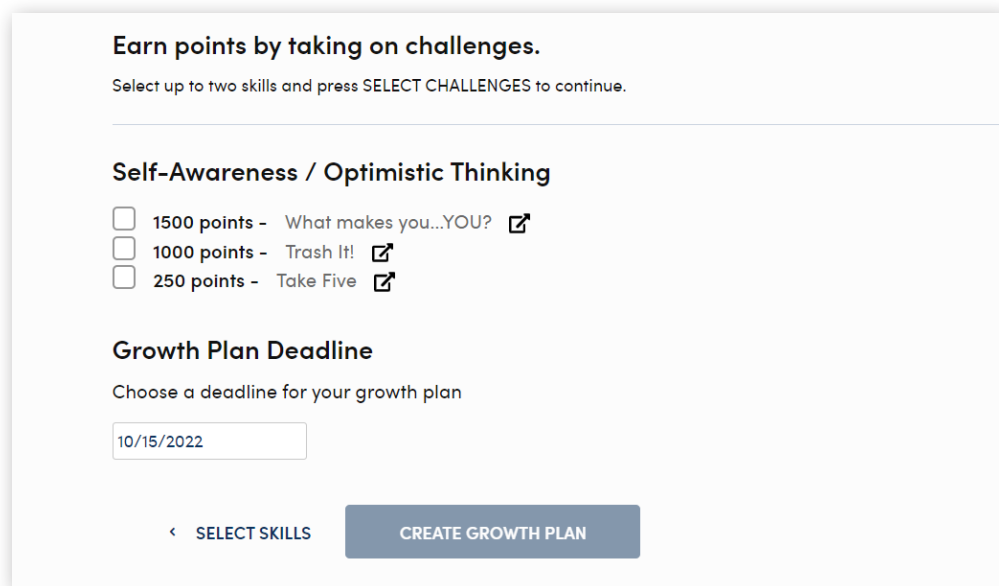 Earn points by taking on challenges.
Select up to two skills and press SELECT CHALLENGES to continue.
Self-Awareness / Optimistic Thinking
1500 points - What makes you...YOU?
1000 points - Trash It!
250 points - Take Five
Growth Plan Deadline
Choose a deadline for your growth plan
10/15/2022
‹ SELECT SKILLS CREATE GROWTH PLAN